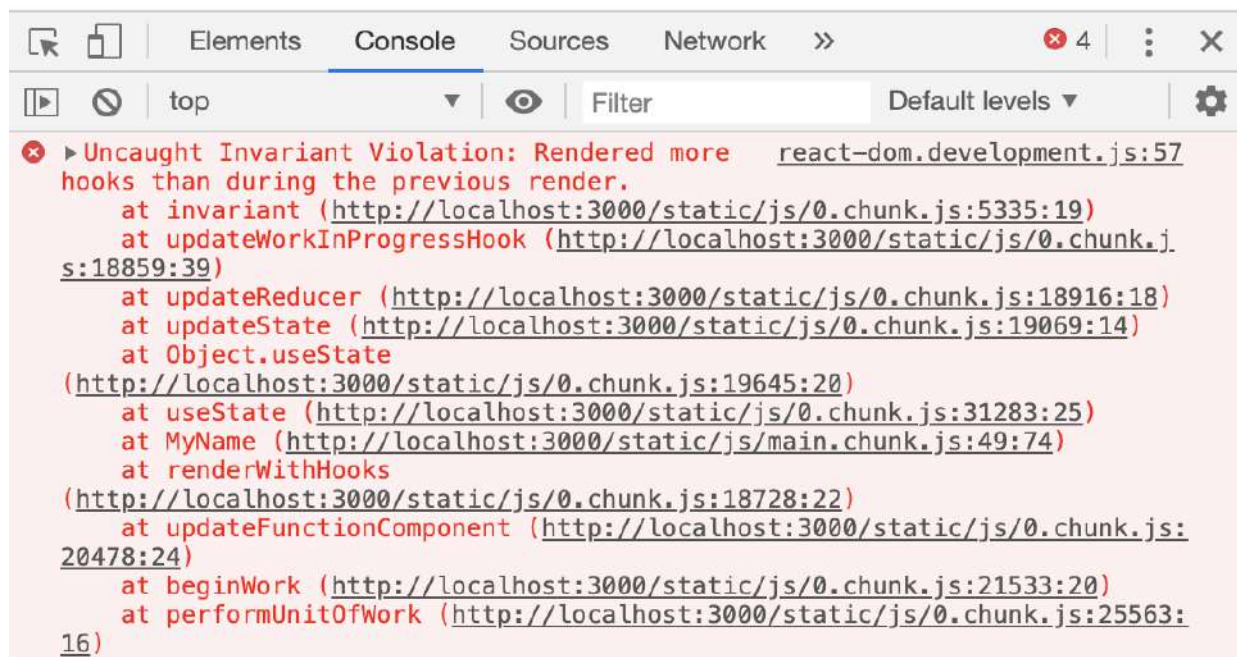 Elements Console Sources Network » 4
top ▼ Filter Default levels ▼
▶Uncaught Invariant Violation: Rendered more react-dom.development.js:57
hooks than during the previous render.
at invariant (http://localhost:3000/static/js/0.chunk.js:5335:19)
at updateWorkInProgressHook (http://localhost:3000/static/js/0.chunk.j
s:18859:39)
at updateReducer (http://localhost:3000/static/js/0.chunk.js:18916:18)
at updateState (http://localhost:3000/static/js/0.chunk.js:19069:14)
at Object.useState
(http://localhost:3000/static/js/0.chunk.js:19645:20)
at useState (http://localhost:3000/static/js/0.chunk.js:31283:25)
at MyName (http://localhost:3000/static/js/main.chunk.js:49:74)
at renderWithHooks
(http://localhost:3000/static/js/0.chunk.js:18728:22)
at updateFunctionComponent (http://localhost:3000/static/js/0.chunk.js:
20478:24)
at beginWork (http://localhost:3000/static/js/0.chunk.js:21533:20)
at performUnitOfWork (http://localhost:3000/static/js/0.chunk.js:25563:
16)